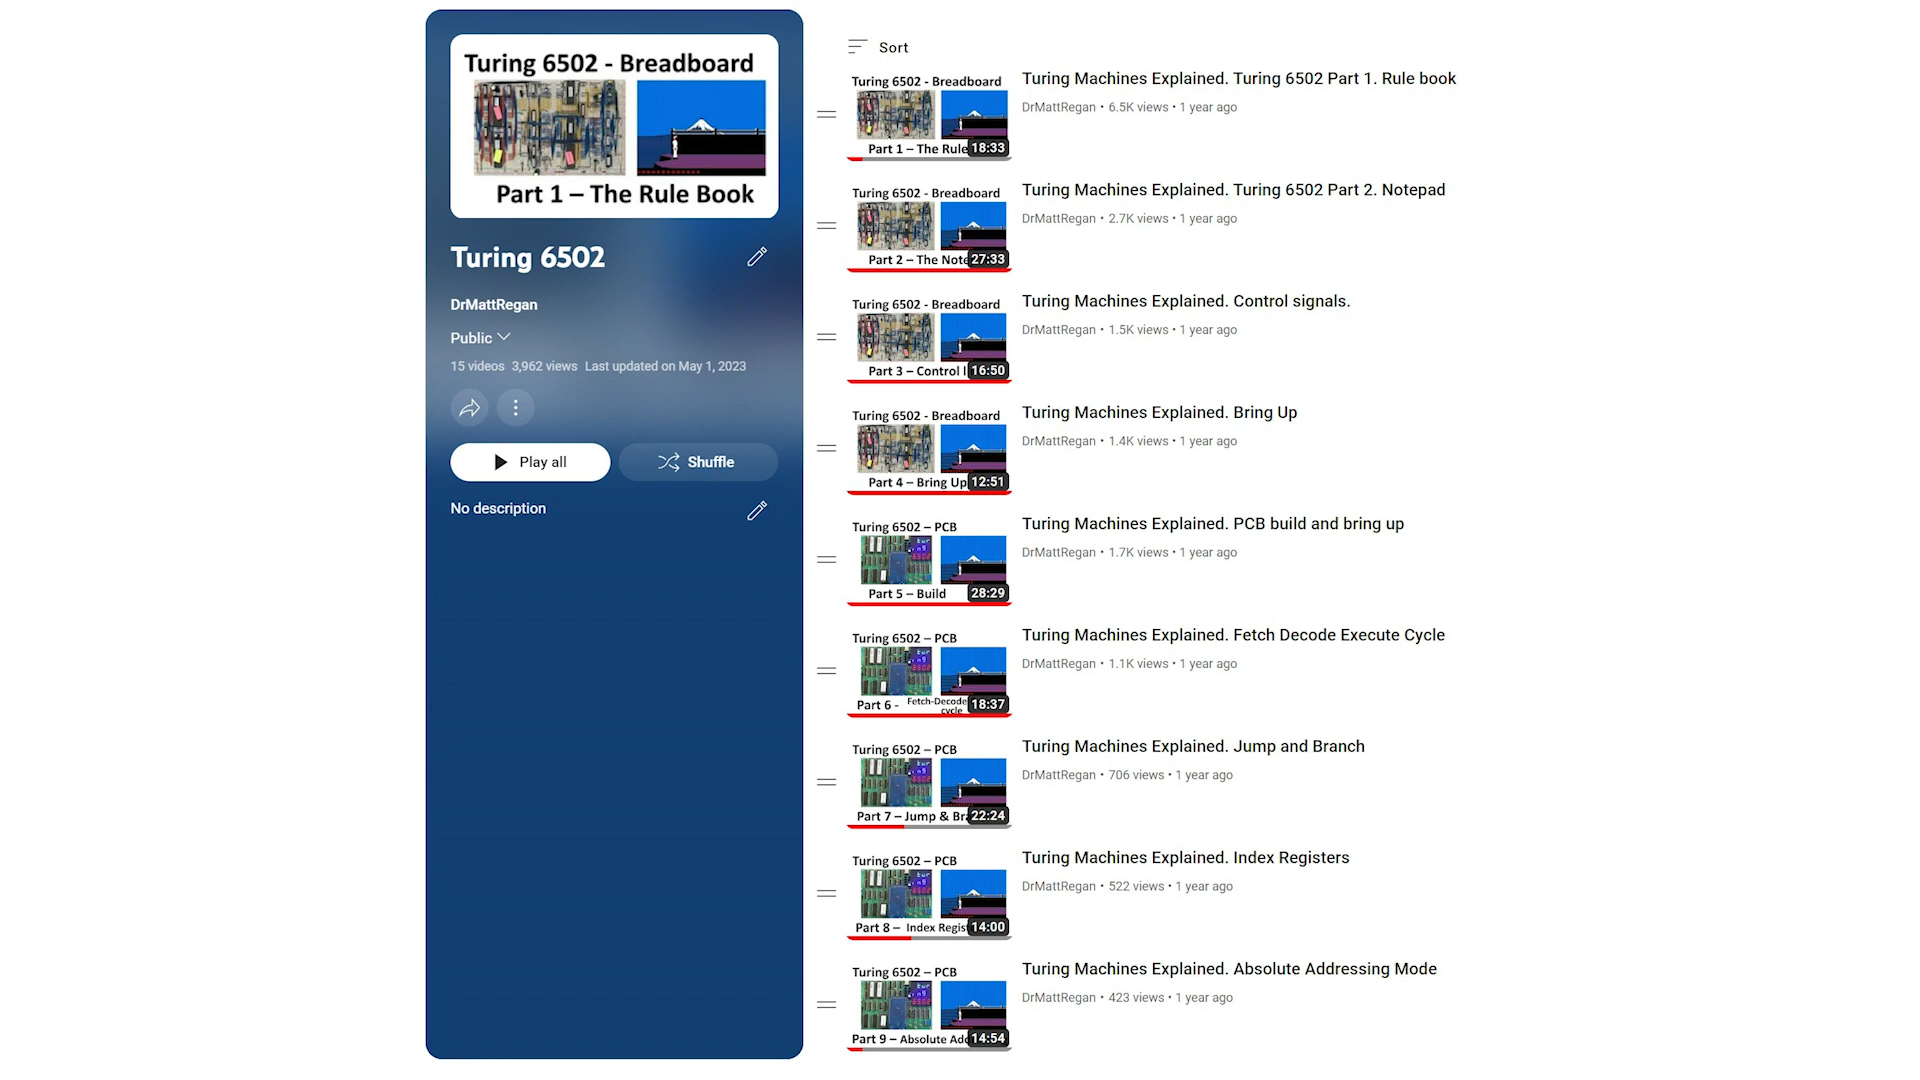 Turing 6502 - Breadboard
Part 1 – The Rule Book
Turing 6502
DrMattRegan
Public
15 videos 3,962 views Last updated on May 1, 2023
Play all
Shuffle
No description
Sort
Turing 6502 - Breadboard
Part 1 – The Rule
18:33
Turing Machines Explained. Turing 6502 Part 1. Rule book
DrMattRegan • 6.5K views • 1 year ago
Turing 6502 - Breadboard
Part 2 – The Note
27:33
Turing Machines Explained. Turing 6502 Part 2. Notepad
DrMattRegan • 2.7K views • 1 year ago
Turing 6502 - Breadboard
Part 3 – Control l
16:50
Turing Machines Explained. Control signals.
DrMattRegan • 1.5K views • 1 year ago
Turing 6502 - Breadboard
Part 4 – Bring Up
12:51
Turing Machines Explained. Bring Up
DrMattRegan • 1.4K views • 1 year ago
Turing 6502 – PCB
Part 5 – Build
28:29
Turing Machines Explained. PCB build and bring up
DrMattRegan • 1.7K views • 1 year ago
Turing 6502 – PCB
Part 6 - Fetch-Decode
cycle
18:37
Turing Machines Explained. Fetch Decode Execute Cycle
DrMattRegan • 1.1K views • 1 year ago
Turing 6502 – PCB
Part 7 – Jump & Bra
22:24
Turing Machines Explained. Jump and Branch
DrMattRegan • 706 views • 1 year ago
Turing 6502 – PCB
Part 8 – Index Regis
14:00
Turing Machines Explained. Index Registers
DrMattRegan • 522 views • 1 year ago
Turing 6502 – PCB
Part 9 – Absolute Add
14:54
Turing Machines Explained. Absolute Addressing Mode
DrMattRegan • 423 views • 1 year ago